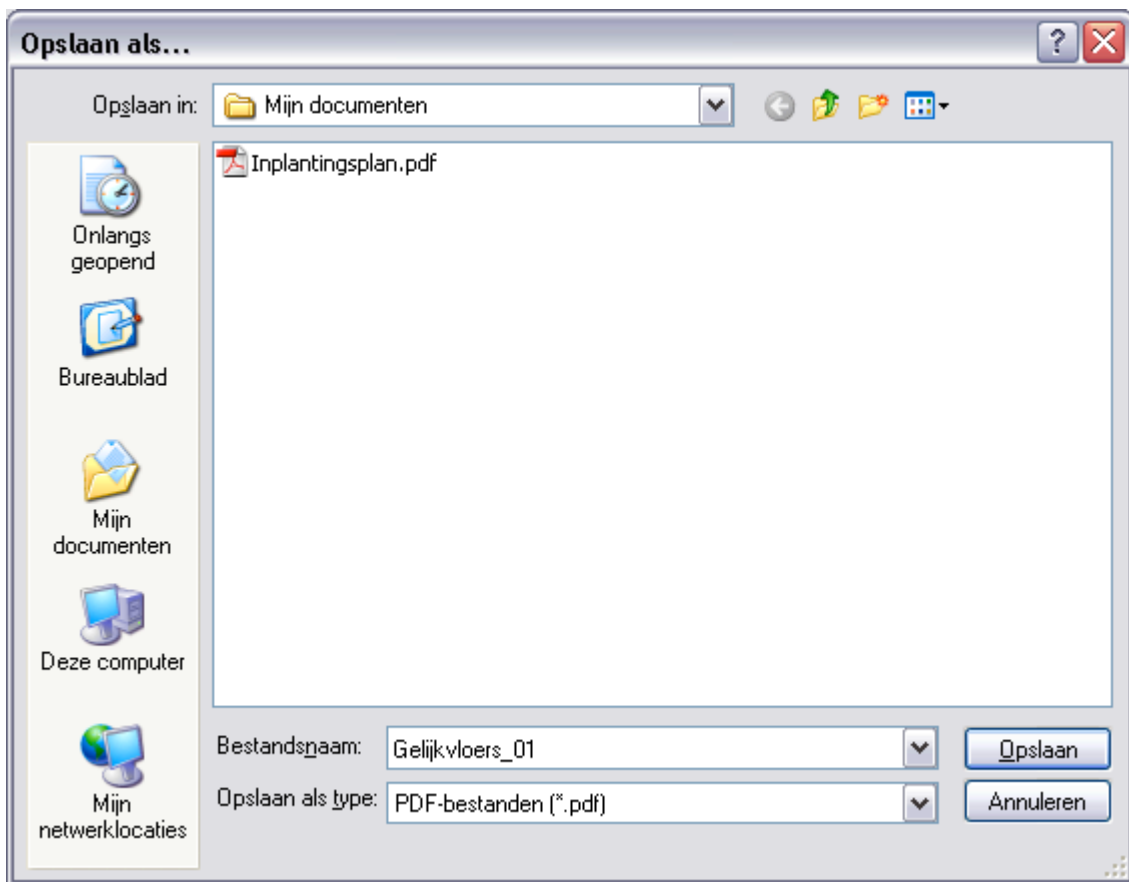 Opslaan als...
Opslaan in:
Mijn documenten
Inplantingsplan.pdf
Onlangs
geopend
Bureaublad
Mijn
documenten
Deze computer
Mijn
netwerklocaties
Bestandsnaam:
Gelijkvloers_01
Opslaan
Opslaan als type:
PDF-bestanden (*.pdf)
Annuleren